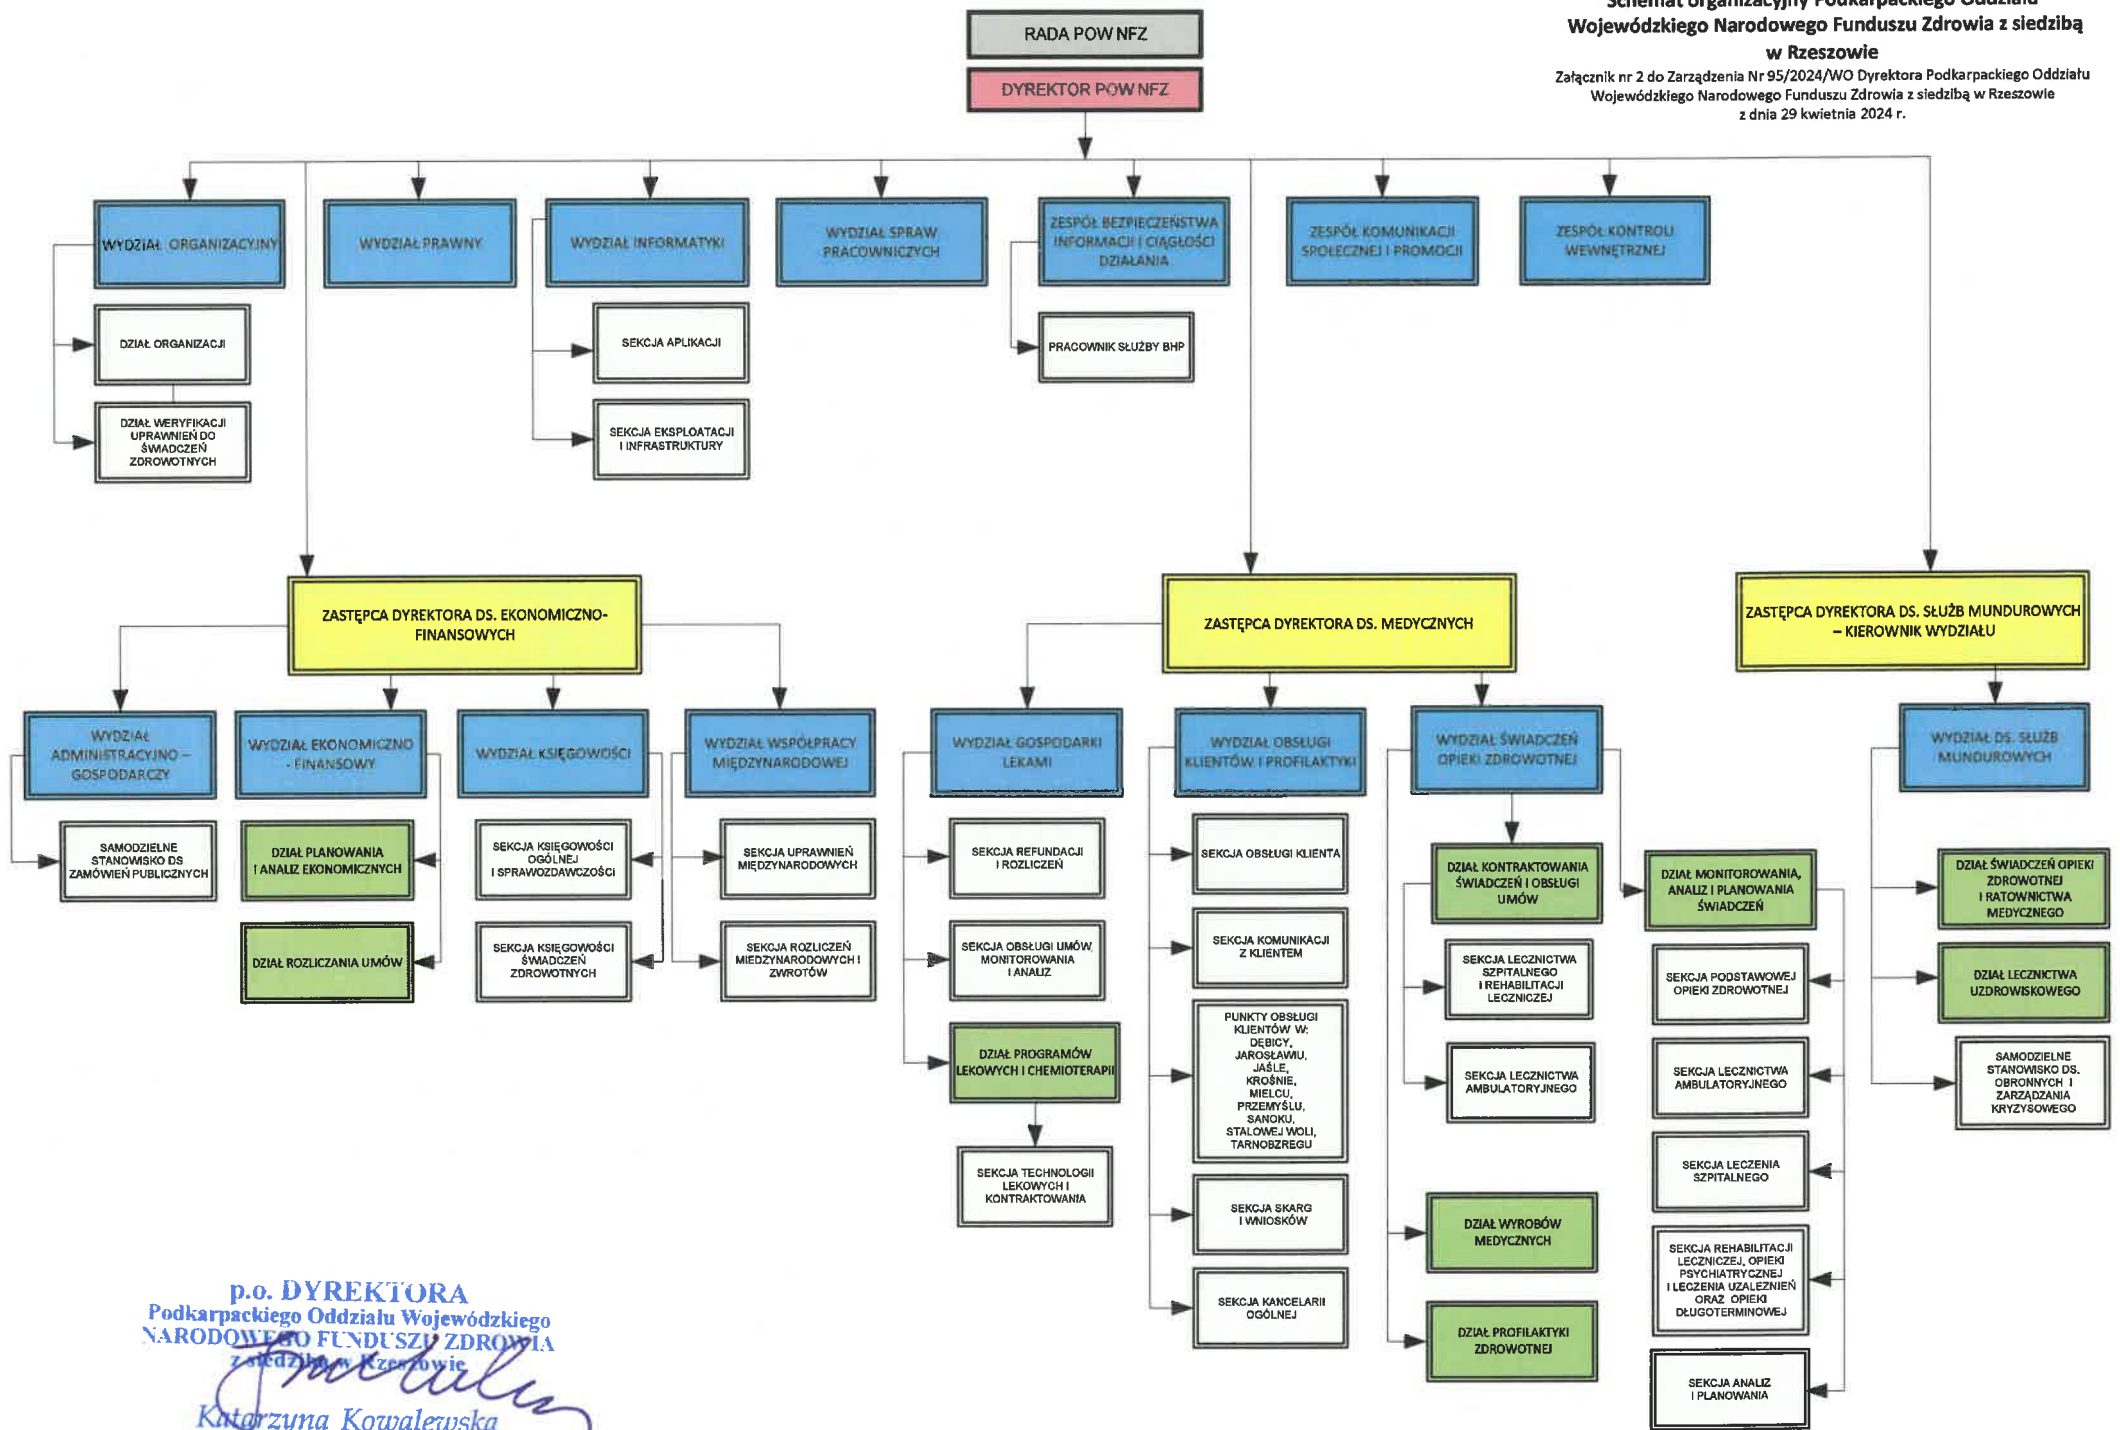 Schemat organizacyjny Podkarpackiego Oddziału
Wojewódzkiego Narodowego Funduszu Zdrowia z siedzibą
w Rzeszowie
Załącznik nr 2 do Zarządzenia Nr 95/2024/WO Dyrektora Podkarpackiego Oddziału
Wojewódzkiego Narodowego Funduszu Zdrowia z siedzibą w Rzeszowie
z dnia 29 kwietnia 2024 r.
RADA POW NFZ
DYREKTOR POW NFZ
WYDZIAŁ ORGANIZACYJNY
WYDZIAŁ PRAWNY
WYDZIAŁ INFORMATYKI
WYDZIAŁ SPRAW
PRACOWNICZYCH
ZESPÓŁ BEZPIECZEŃSTWA
INFORMACJI I CIĄGŁOŚCI
DZIAŁANIA
ZESPÓŁ KOMUNIKACJI
SPOŁECZNEJ I PROMOCJI
ZESPÓŁ KONTROLI
WEWNĘTRZNEJ
DZIAŁ ORGANIZACJI
DZIAŁ WERYFIKACJI
UPRAWNIEŃ DO
ŚWIADCZEŃ
ZDROWOTNYCH
SEKCJA APLIKACJI
SEKCJA EKSPLOATACJI
I INFRASTRUKTURY
PRACOWNIK SŁUŻBY BHP
ZASTĘPCA DYREKTORA DS. EKONOMICZNO-
FINANSOWYCH
ZASTĘPCA DYREKTORA DS. MEDYCZNYCH
ZASTĘPCA DYREKTORA DS. SŁUŻB MUNDUROWYCH
– KIEROWNIK WYDZIAŁU
WYDZIAŁ
ADMINISTRACYJNO –
GOSPODARCZY
SAMODZIELNE
STANOWISKO DS
ZAMÓWIEŃ PUBLICZNYCH
WYDZIAŁ EKONOMICZNO
- FINANSOWY
DZIAŁ PLANOWANIA
I ANALIZ EKONOMICZNYCH
DZIAŁ ROZLICZANIA UMÓW
WYDZIAŁ KSIĘGOWOŚCI
SEKCJA KSIĘGOWOŚCI
OGÓLNEJ
I SPRAWOZDAWCZOŚCI
SEKCJA KSIĘGOWOŚCI
ŚWIADCZEŃ
ZDROWOTNYCH
WYDZIAŁ WSPÓŁPRACY
MIĘDZYNARODOWEJ
SEKCJA UPRAWNIEŃ
MIĘDZYNARODOWYCH
SEKCJA ROZLICZEŃ
MIEDZYNARODOWYCH I
ZWROTÓW
WYDZIAŁ GOSPODARKI
LEKAMI
SEKCJA REFUNDACJI
I ROZLICZEŃ
SEKCJA OBSŁUGI UMÓW,
MONITOROWANIA
I ANALIZ
DZIAŁ PROGRAMÓW
LEKOWYCH I CHEMIOTERAPII
SEKCJA TECHNOLOGII
LEKOWYCH I
KONTRAKTOWANIA
WYDZIAŁ OBSŁUGI
KLIENTÓW I PROFILAKTYKI
SEKCJA OBSŁUGI KLIENTA
SEKCJA KOMUNIKACJI
Z KLIENTEM
PUNKTY OBSŁUGI
KLIENTÓW W:
DĘBICY,
JAROSŁAWIU,
JAŚLE,
KROŚNIE,
MIELCU,
PRZEMYŚLU,
SANOKU,
STALOWEJ WOLI,
TARNOBZREGU
SEKCJA SKARG
I WNIOSKÓW
SEKCJA KANCELARII
OGÓLNEJ
WYDZIAŁ ŚWIADCZEŃ
OPIEKI ZDROWOTNEJ
DZIAŁ KONTRAKTOWANIA
ŚWIADCZEŃ I OBSŁUGI
UMÓW
SEKCJA LECZNICTWA
SZPITALNEGO
I REHABILITACJI
LECZNICZEJ
SEKCJA LECZNICTWA
AMBULATORYJNEGO
DZIAŁ WYROBÓW
MEDYCZNYCH
DZIAŁ PROFILAKTYKI
ZDROWOTNEJ
DZIAŁ MONITOROWANIA,
ANALIZ I PLANOWANIA
ŚWIADCZEŃ
SEKCJA PODSTAWOWEJ
OPIEKI ZDROWOTNEJ
SEKCJA LECZNICTWA
AMBULATORYJNEGO
SEKCJA LECZENIA
SZPITALNEGO
SEKCJA REHABILITACJI
LECZNICZEJ, OPIEKI
PSYCHIATRYCZNEJ
I LECZENIA UZALEZNIEŃ
ORAZ OPIEKI
DŁUGOTERMINOWEJ
SEKCJA ANALIZ
I PLANOWANIA
WYDZIAŁ DS. SŁUŻB
MUNDUROWYCH
DZIAŁ ŚWIADCZEŃ OPIEKI
ZDROWOTNEJ
I RATOWNICTWA
MEDYCZNEGO
DZIAŁ LECZNICTWA
UZDROWISKOWEGO
SAMODZIELNE
STANOWISKO DS.
OBRONNYCH I
ZARZĄDZANIA
KRYZYSOWEGO
p.o. DYREKTORA
Podkarpackiego Oddziału Wojewódzkiego
NARODOWEGO FUNDUSZU ZDROWIA
z siedzibą w Rzeszowie
Katarzyna Kowalewska